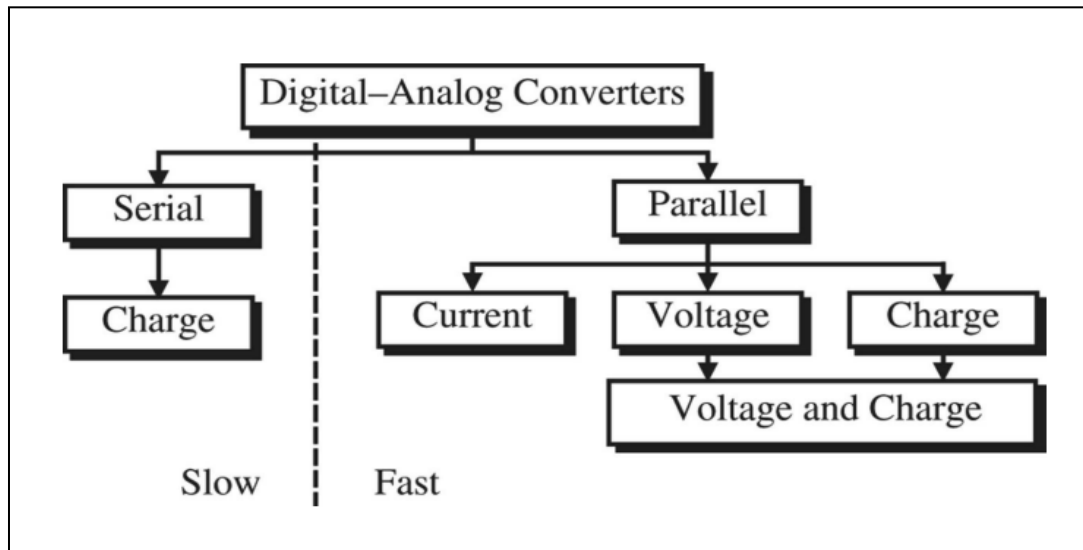 Digital–Analog Converters
Serial
Parallel
Charge
Current
Voltage
Charge
Voltage and Charge
Slow
Fast